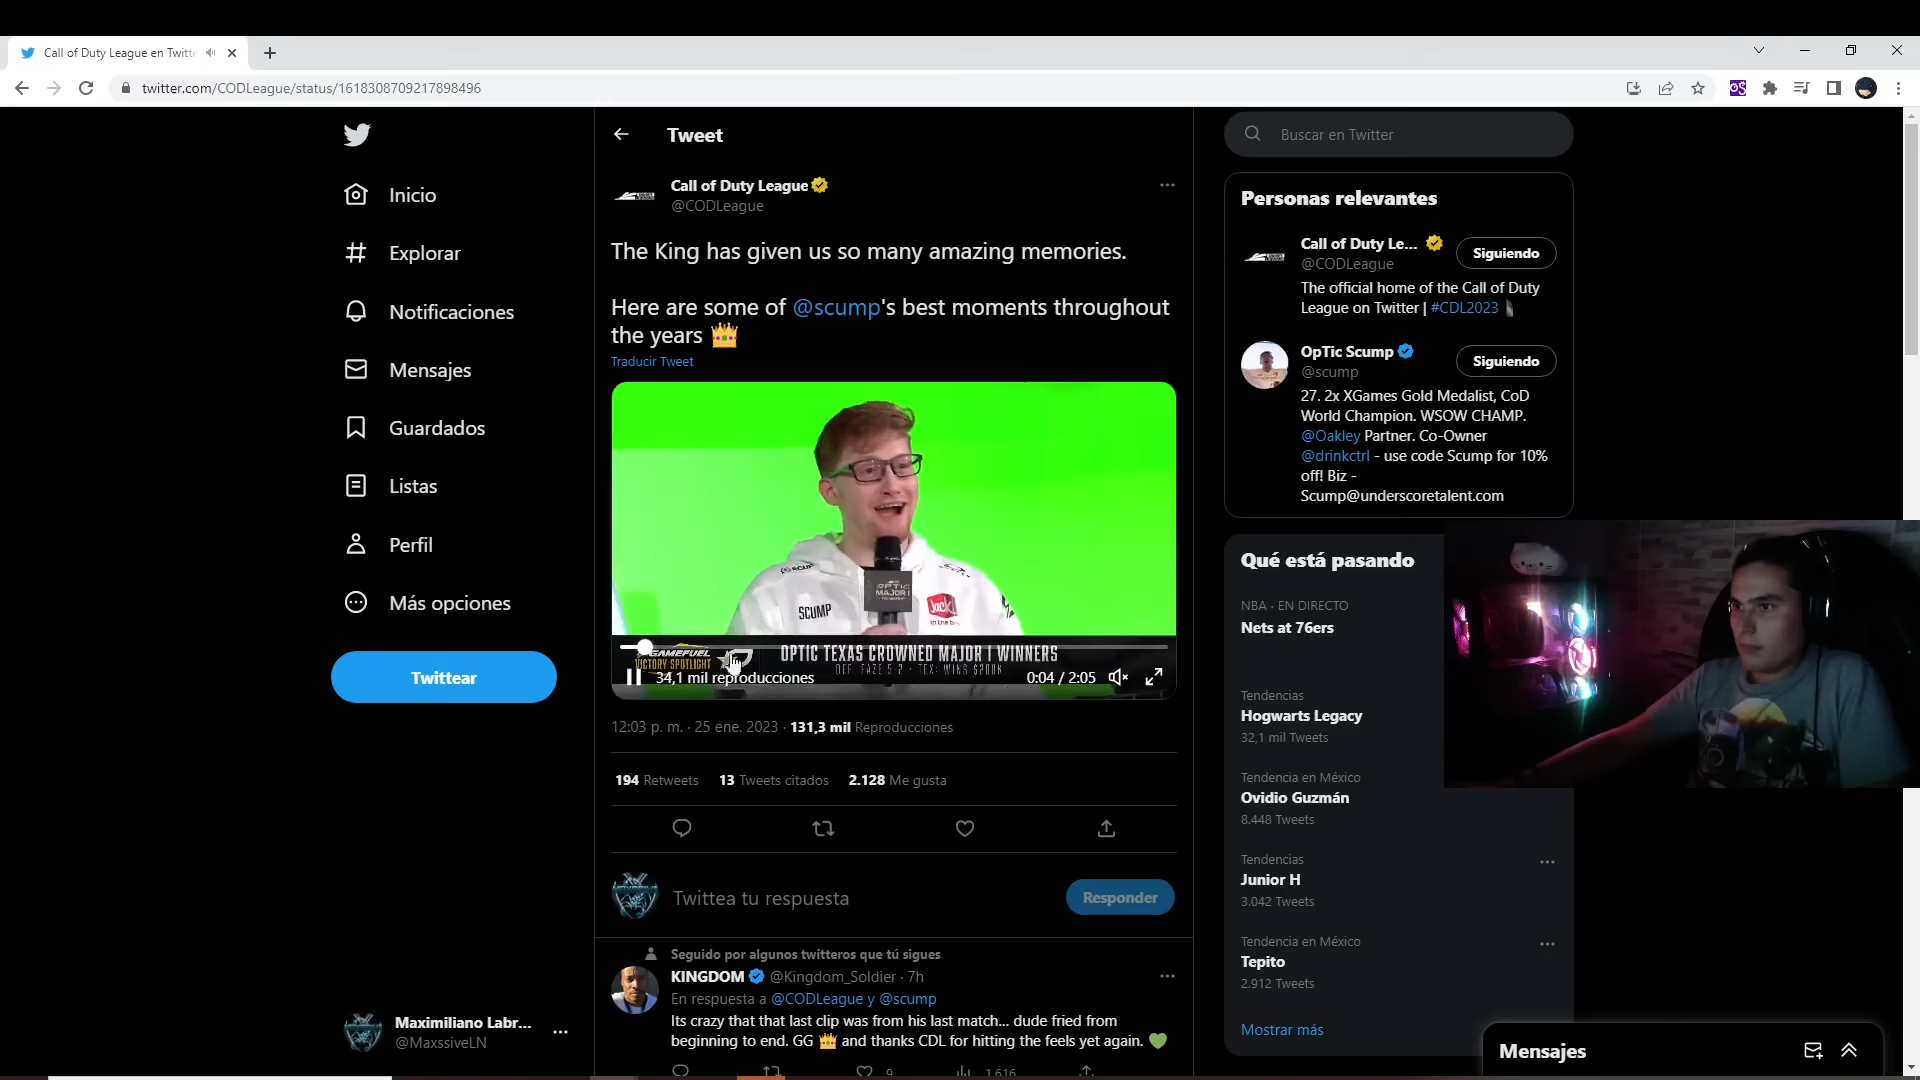 Call of Duty League en Twitt
twitter.com/CODLeague/status/1618308709217898496
Inicio
Explorar
Notificaciones
Mensajes
Guardados
Listas
Perfil
Más opciones
Twittear
Maximiliano Labr...
@MaxssiveLN
Tweet
Call of Duty League
@CODLeague
The King has given us so many amazing memories.
Here are some of @scump's best moments throughout
the years 👑
Traducir Tweet
SCUMP
OPTIC
MAJOR I
Jack
in the b
GAMEFUEL
VICTORY SPOTLIGHT
OPTIC TEXAS CROWNED MAJOR I WINNERS
34,1 mil reproducciones
0:04 / 2:05
12:03 p. m. · 25 ene. 2023 · 131,3 mil Reproducciones
194 Retweets 13 Tweets citados 2.128 Me gusta
Twittea tu respuesta
Responder
Seguido por algunos twitteros que tú sigues
KINGDOM @Kingdom_Soldier · 7h
En respuesta a @CODLeague y @scump
Its crazy that that last clip was from his last match... dude fried from
beginning to end. GG 👑 and thanks CDL for hitting the feels yet again. 💚
9 1.616
Buscar en Twitter
Personas relevantes
Call of Duty Le...
@CODLeague
Siguiendo
The official home of the Call of Duty
League on Twitter | #CDL2023
OpTic Scump
@scump
Siguiendo
27. 2x XGames Gold Medalist, CoD
World Champion. WSOW CHAMP.
@Oakley Partner. Co-Owner
@drinkctrl - use code Scump for 10%
off! Biz -
Scump@underscoretalent.com
Qué está pasando
NBA · EN DIRECTO
Nets at 76ers
Tendencias
Hogwarts Legacy
32,1 mil Tweets
Tendencia en México
Ovidio Guzmán
8.448 Tweets
Tendencias
Junior H
3.042 Tweets
Tendencia en México
Tepito
2.912 Tweets
Mostrar más
Mensajes